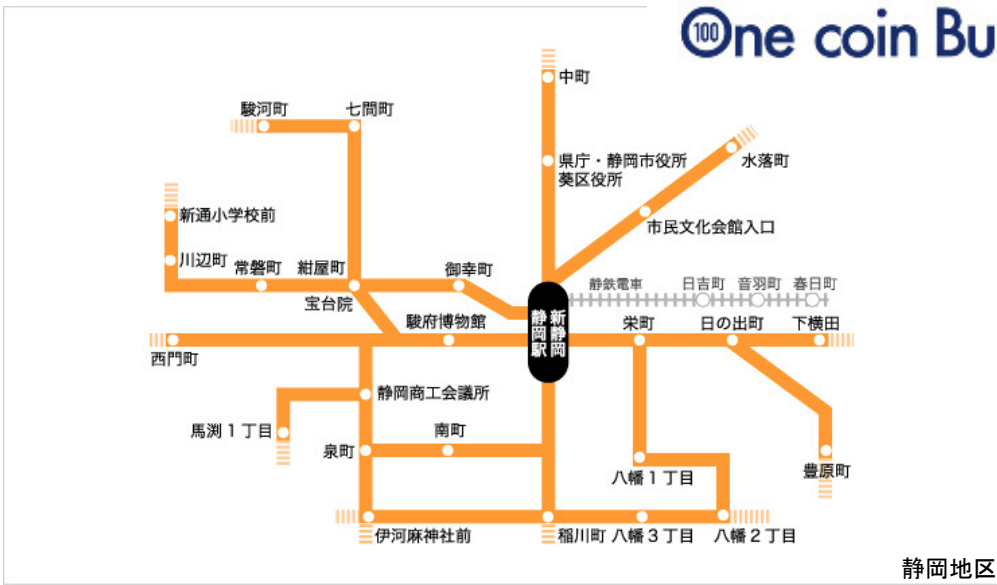 100 One coin Bu
中町
駿河町
七間町
県庁・静岡市役所
葵区役所
水落町
新通小学校前
市民文化会館入口
川辺町
常磐町
紺屋町
御幸町
宝台院
静鉄電車
日吉町
音羽町
春日町
駿府博物館
新静岡
静岡駅
栄町
日の出町
下横田
西門町
静岡商工会議所
馬渕1丁目
泉町
南町
八幡1丁目
豊原町
伊河麻神社前
稲川町
八幡3丁目
八幡2丁目
静岡地区